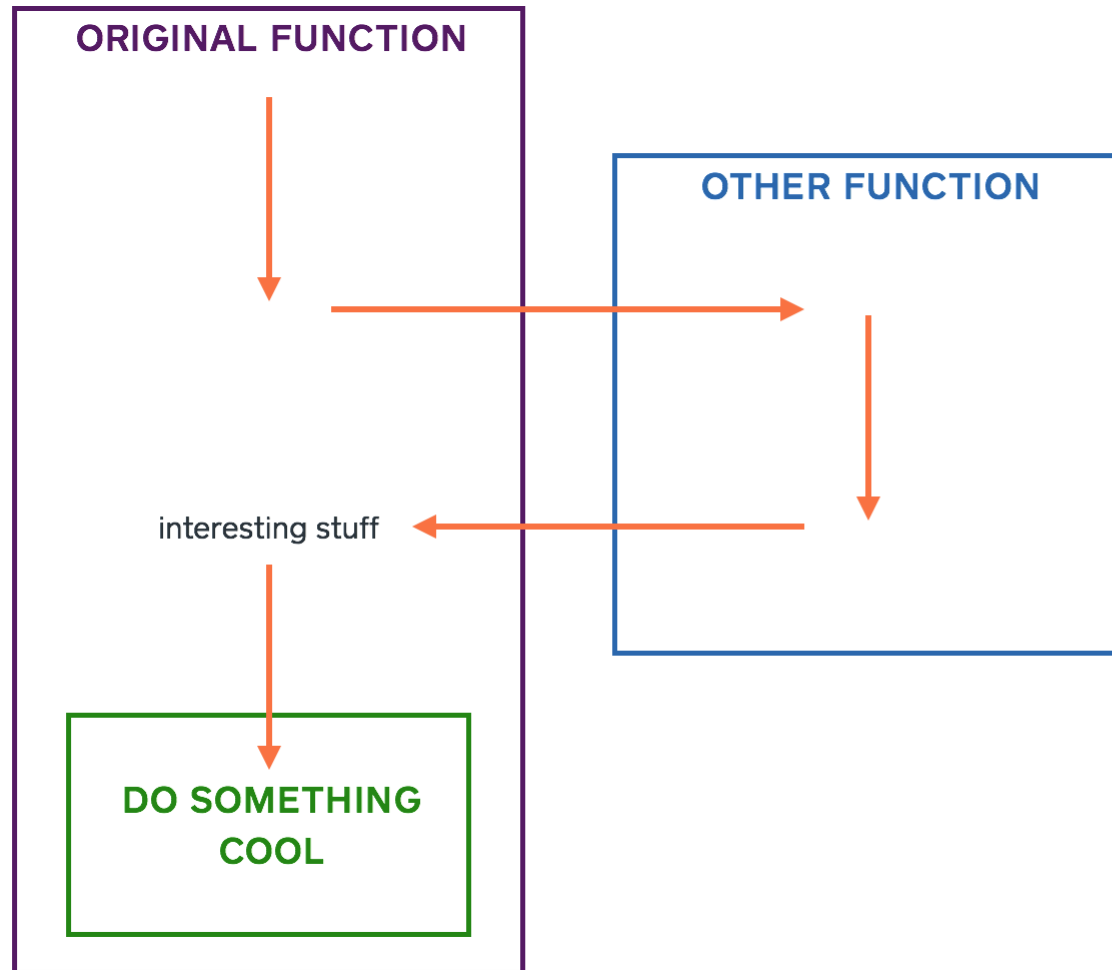 ORIGINAL FUNCTION
OTHER FUNCTION
interesting stuff
DO SOMETHING
COOL